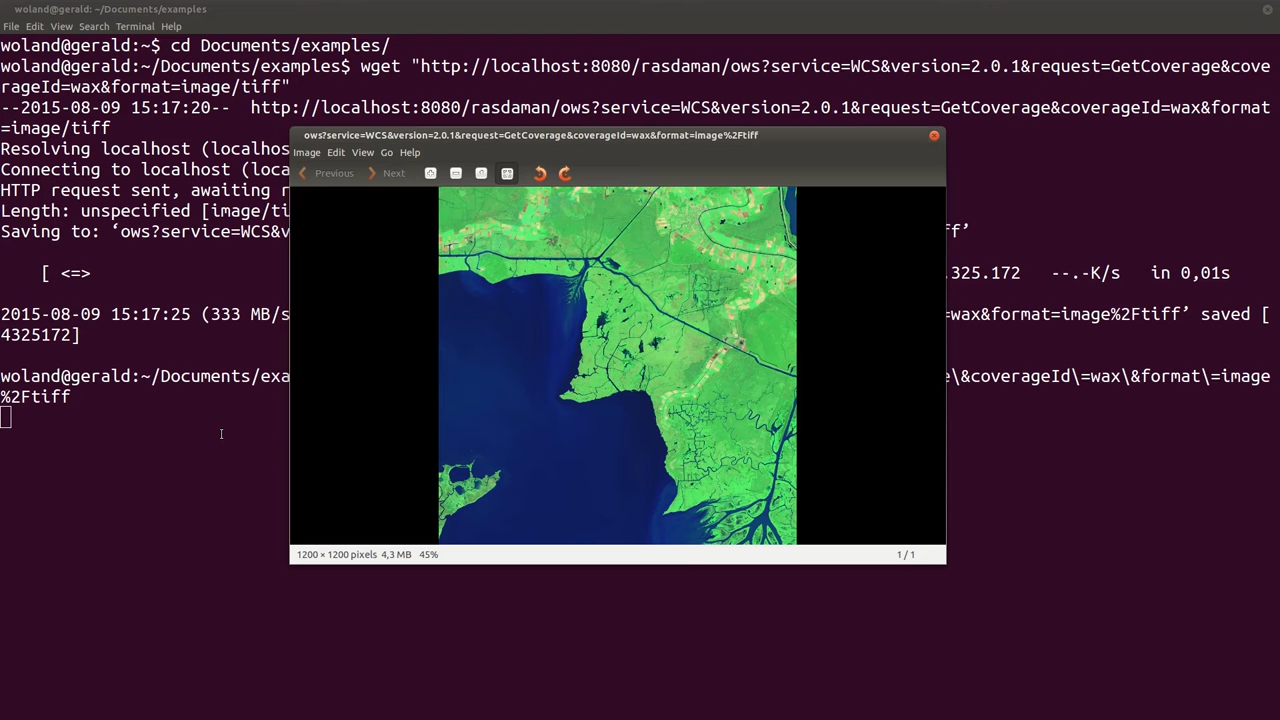 woland@gerald: ~/Documents/examples
File Edit View Search Terminal Help
woland@gerald:~$ cd Documents/examples/
woland@gerald:~/Documents/examples$ wget "http://localhost:8080/rasdaman/ows?service=WCS&version=2.0.1&request=GetCoverage&cove
rageId=wax&format=image/tiff"
--2015-08-09 15:17:20-- http://localhost:8080/rasdaman/ows?service=WCS&version=2.0.1&request=GetCoverage&coverageId=wax&format
=image/tiff
ows?service=WCS&version=2.0.1&request=GetCoverage&coverageId=wax&format=image%2Ftiff
Resolving localhost (localhos
Image Edit View Go Help
Connecting to localhost (loca
Previous Next
HTTP request sent, awaiting r
Length: unspecified [image/ti
Saving to: ‘ows?service=WCS&v ff’
[ <=> .325.172 --.-K/s in 0,01s
2015-08-09 15:17:25 (333 MB/s wax&format=image%2Ftiff’ saved [
4325172]
woland@gerald:~/Documents/exa e\&coverageId\=wax\&format\=image
%2Ftiff
1200 × 1200 pixels 4,3 MB 45% 1 / 1